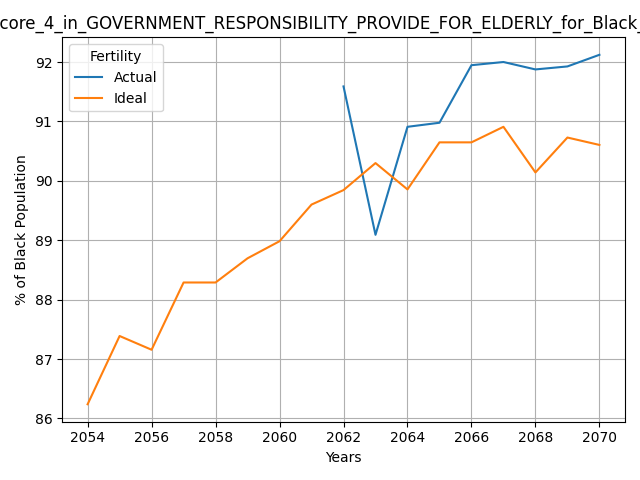 core_4_in_GOVERNMENT_RESPONSIBILITY_PROVIDE_FOR_ELDERLY_for_Black_
Fertility
Actual
Ideal
92
91
90
89
88
87
86
% of Black Population
2054 2056 2058 2060 2062 2064 2066 2068 2070
Years